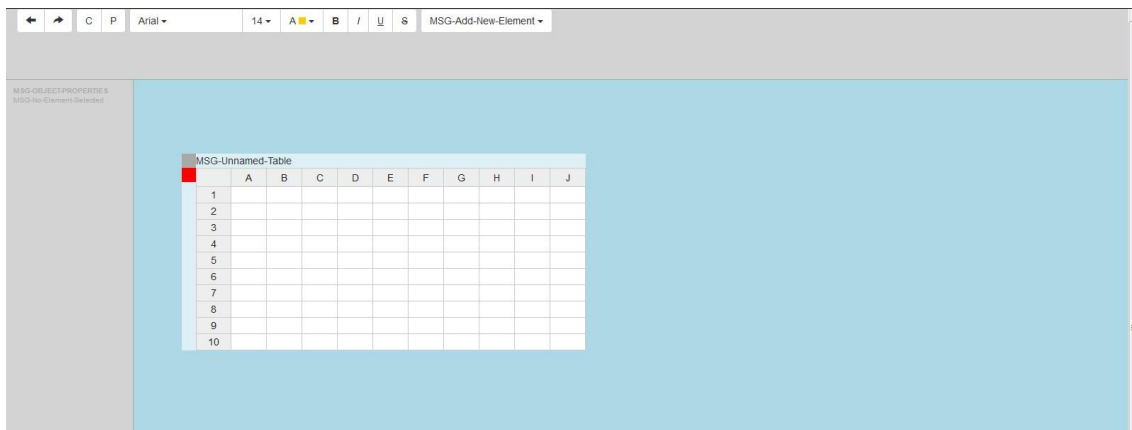 C P Arial 14 A B I U S MSG-Add-New-Element
MSG-OBJECT-PROPERTIES
MSG-No-Element-Selected
MSG-Unnamed-Table
A B C D E F G H I J
1
2
3
4
5
6
7
8
9
10